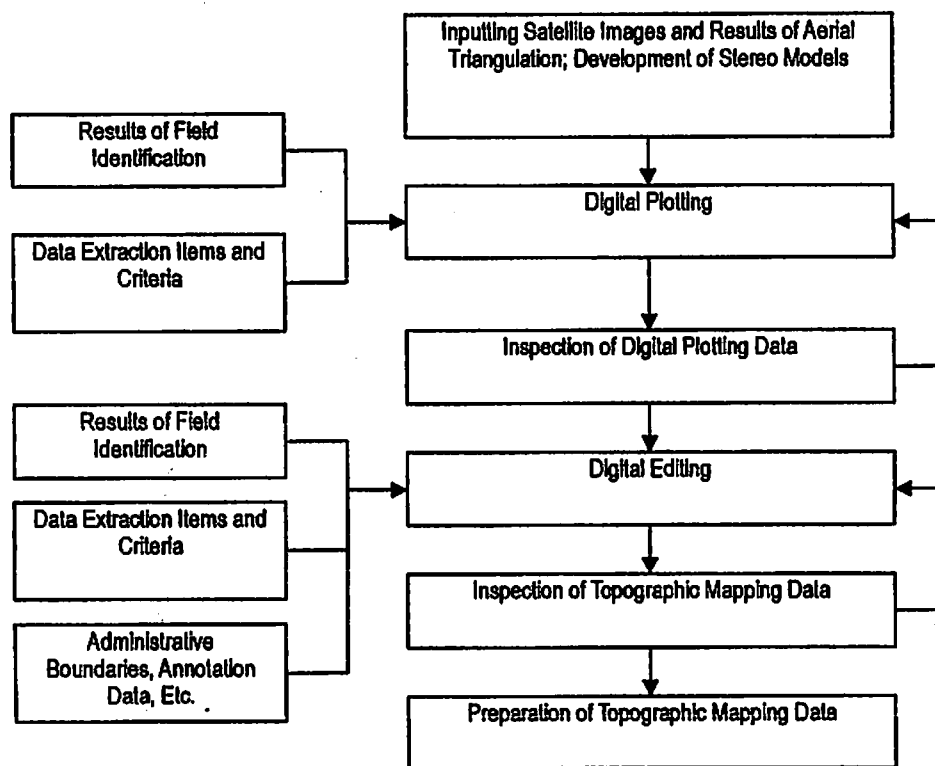 Inputting Satellite Images and Results of Aerial
Triangulation; Development of Stereo Models
Results of Field
Identification
Digital Plotting
Data Extraction Items and
Criteria
Inspection of Digital Plotting Data
Results of Field
Identification
Digital Editing
Data Extraction Items and
Criteria
Inspection of Topographic Mapping Data
Administrative
Boundaries, Annotation
Data, Etc.
Preparation of Topographic Mapping Data